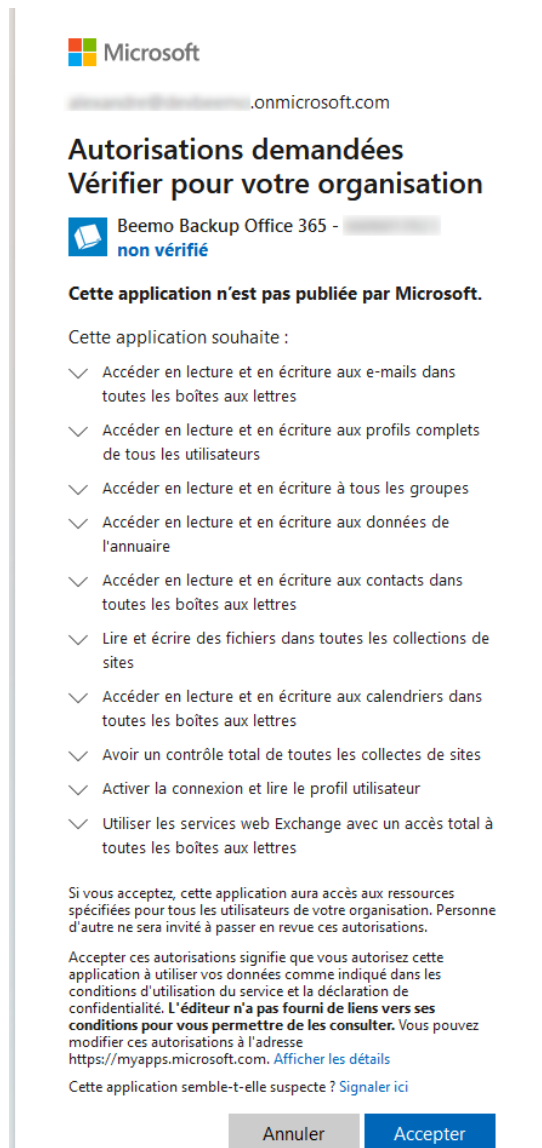 Microsoft
.onmicrosoft.com
Autorisations demandées
Vérifier pour votre organisation
Beemo Backup Office 365 -
non vérifié
Cette application n'est pas publiée par Microsoft.
Cette application souhaite :
Accéder en lecture et en écriture aux e-mails dans
toutes les boîtes aux lettres
Accéder en lecture et en écriture aux profils complets
de tous les utilisateurs
Accéder en lecture et en écriture à tous les groupes
Accéder en lecture et en écriture aux données de
l'annuaire
Accéder en lecture et en écriture aux contacts dans
toutes les boîtes aux lettres
Lire et écrire des fichiers dans toutes les collections de
sites
Accéder en lecture et en écriture aux calendriers dans
toutes les boîtes aux lettres
Avoir un contrôle total de toutes les collectes de sites
Activer la connexion et lire le profil utilisateur
Utiliser les services web Exchange avec un accès total à
toutes les boîtes aux lettres
Si vous acceptez, cette application aura accès aux ressources
spécifiées pour tous les utilisateurs de votre organisation. Personne
d'autre ne sera invité à passer en revue ces autorisations.
Accepter ces autorisations signifie que vous autorisez cette
application à utiliser vos données comme indiqué dans les
conditions d'utilisation du service et la déclaration de
confidentialité. L'éditeur n'a pas fourni de liens vers ses
conditions pour vous permettre de les consulter. Vous pouvez
modifier ces autorisations à l'adresse
https://myapps.microsoft.com. Afficher les détails
Cette application semble-t-elle suspecte ? Signaler ici
Annuler
Accepter